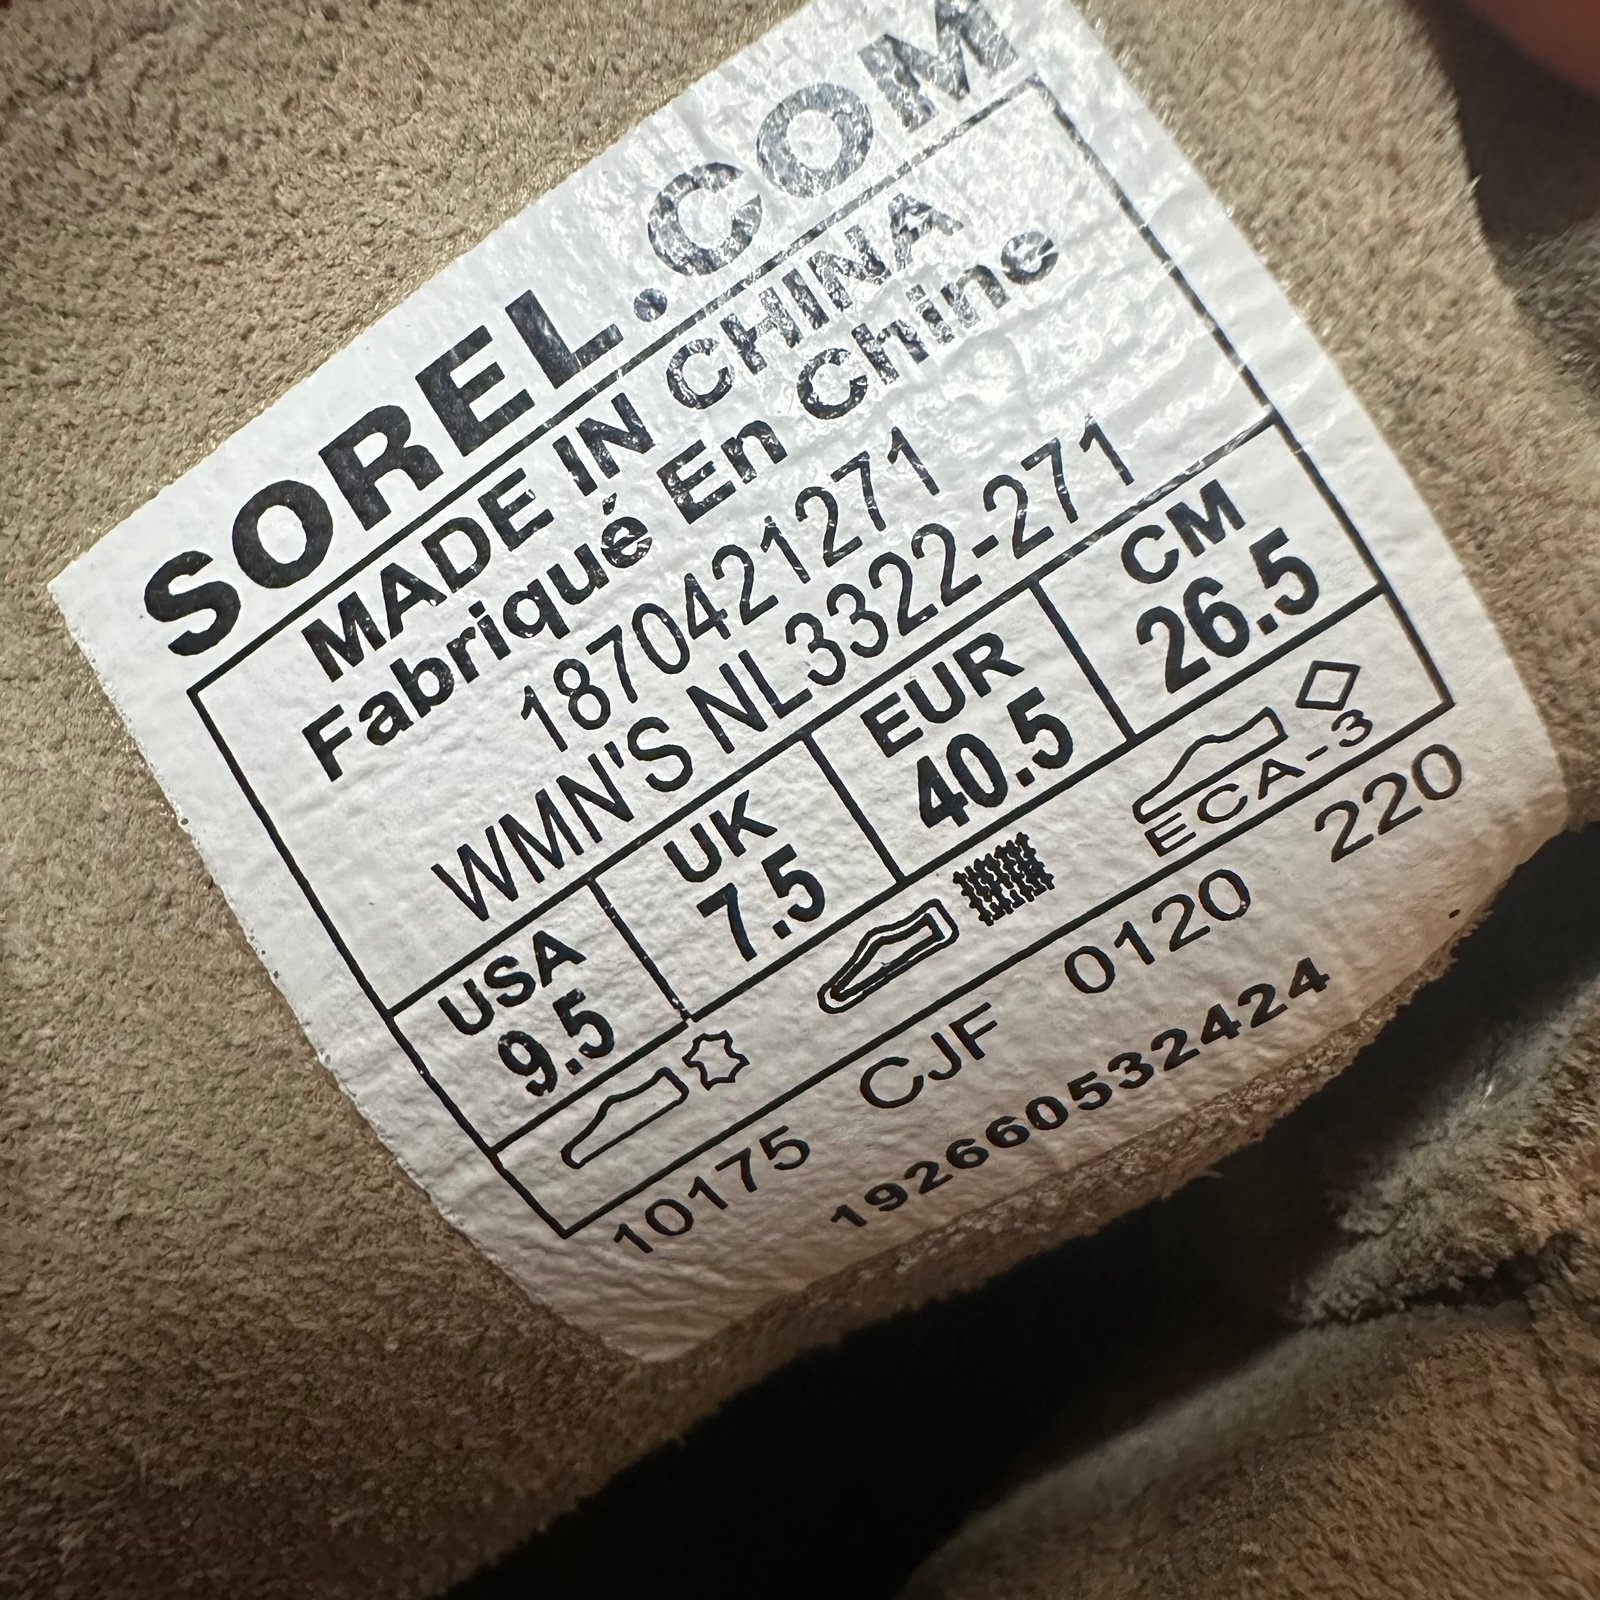 SOREL.COM
MADE IN CHINA
Fabriqué En Chine
1870421271
WMN'S NL3322-271
USA UK EUR CM
9.5 7.5 40.5 26.5
ECA-3
10175 CJF 0120 220
192660532424